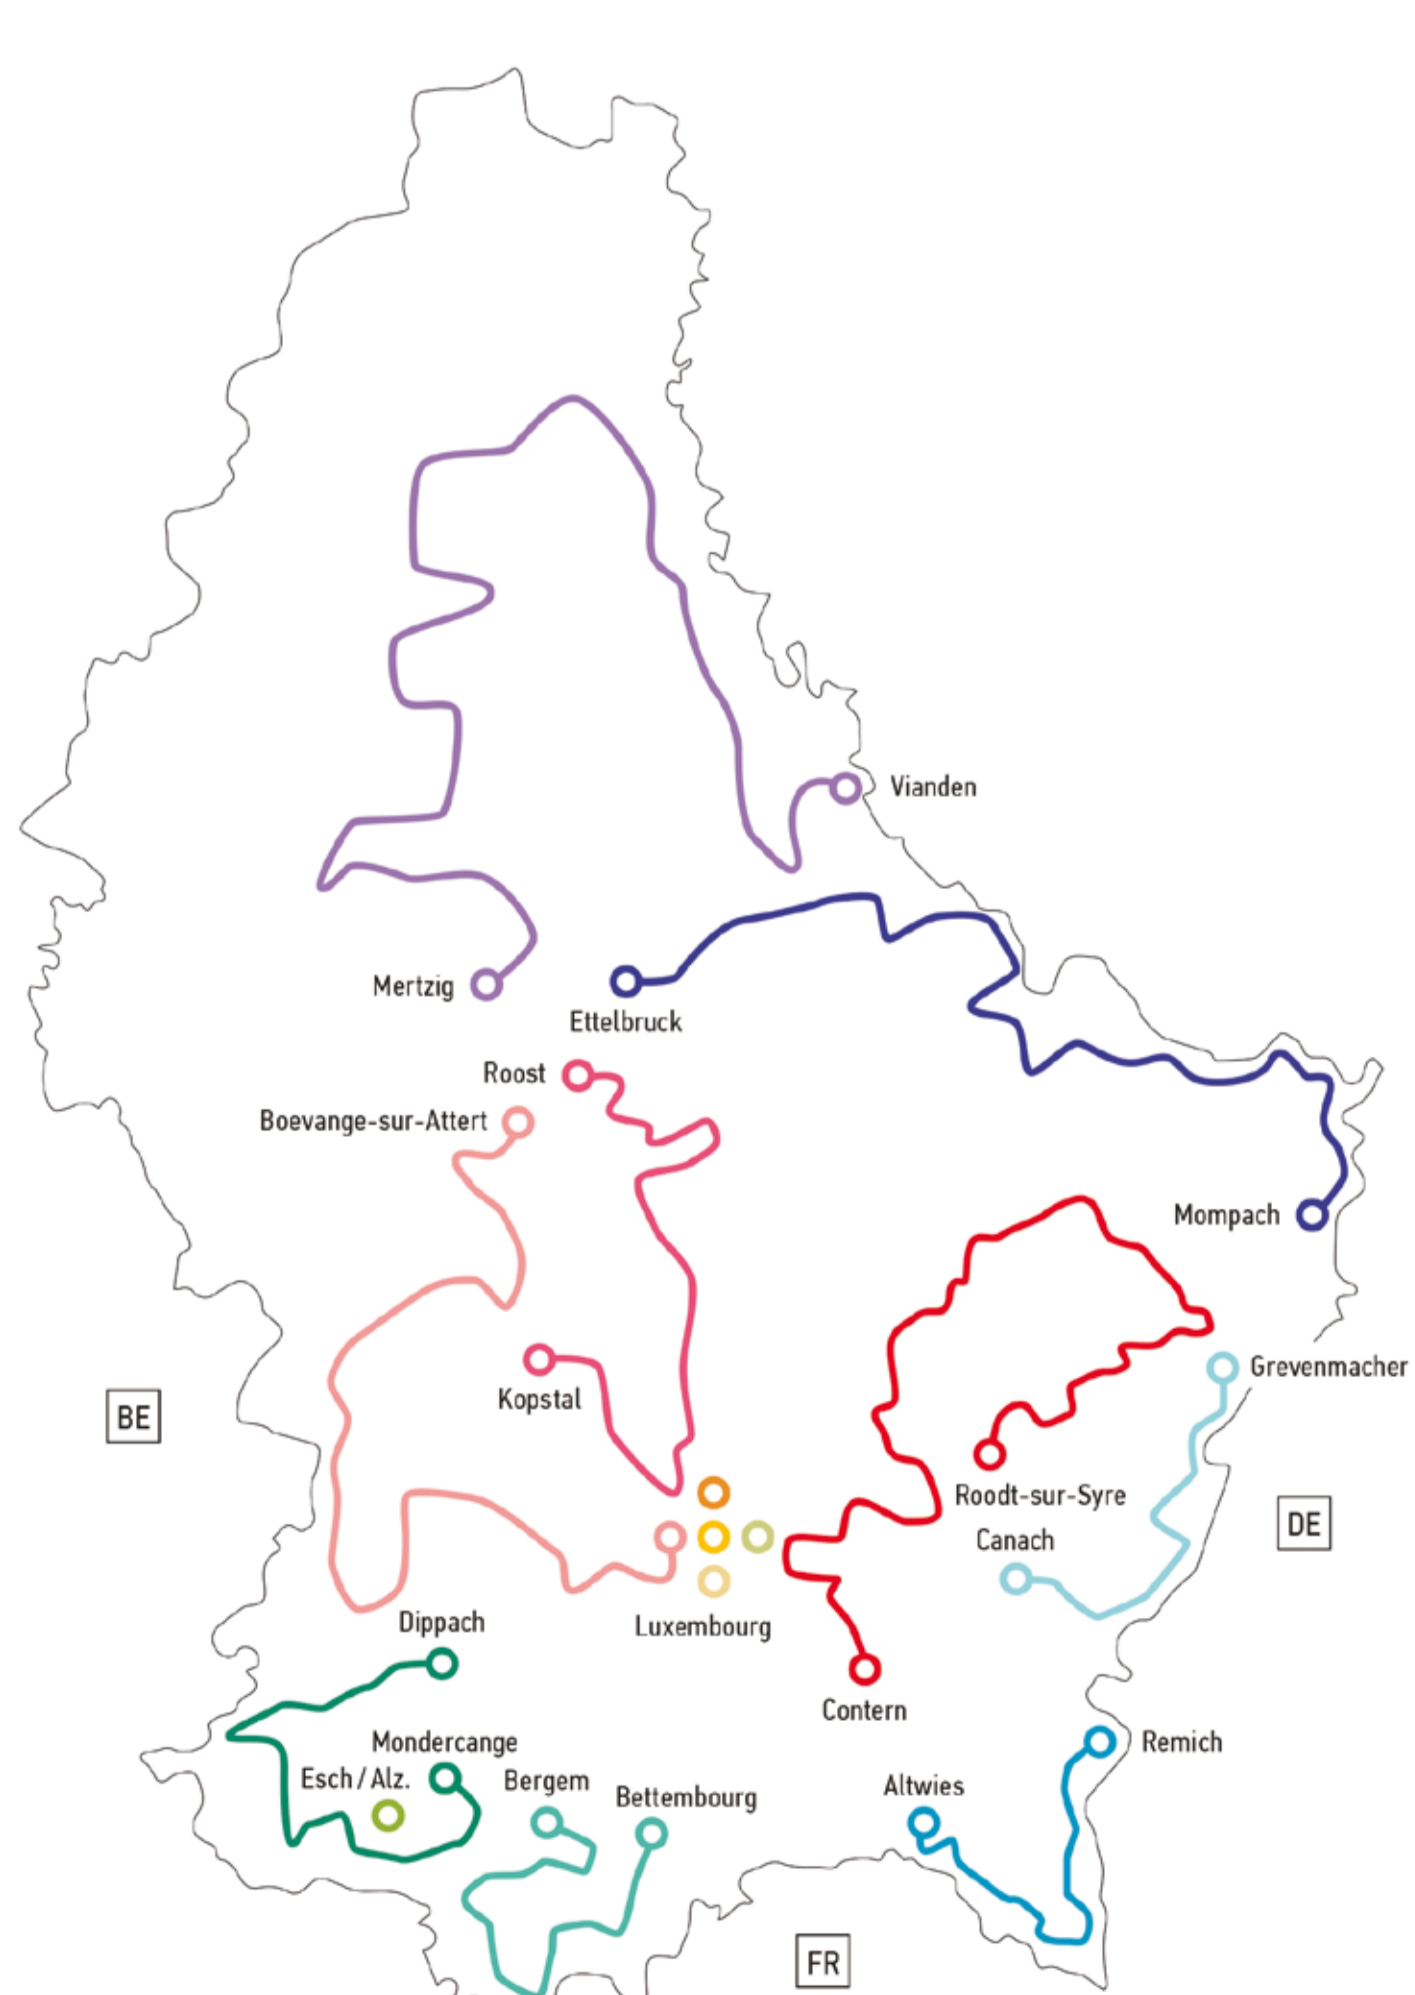 Vianden
Mertzig
Ettelbruck
Roost
Boevange-sur-Attert
Mompach
Grevenmacher
Kopstal
BE
Roodt-sur-Syre
DE
Canach
Dippach
Luxembourg
Contern
Mondercange
Remich
Esch / Alz.
Bergem
Altwies
Bettembourg
FR